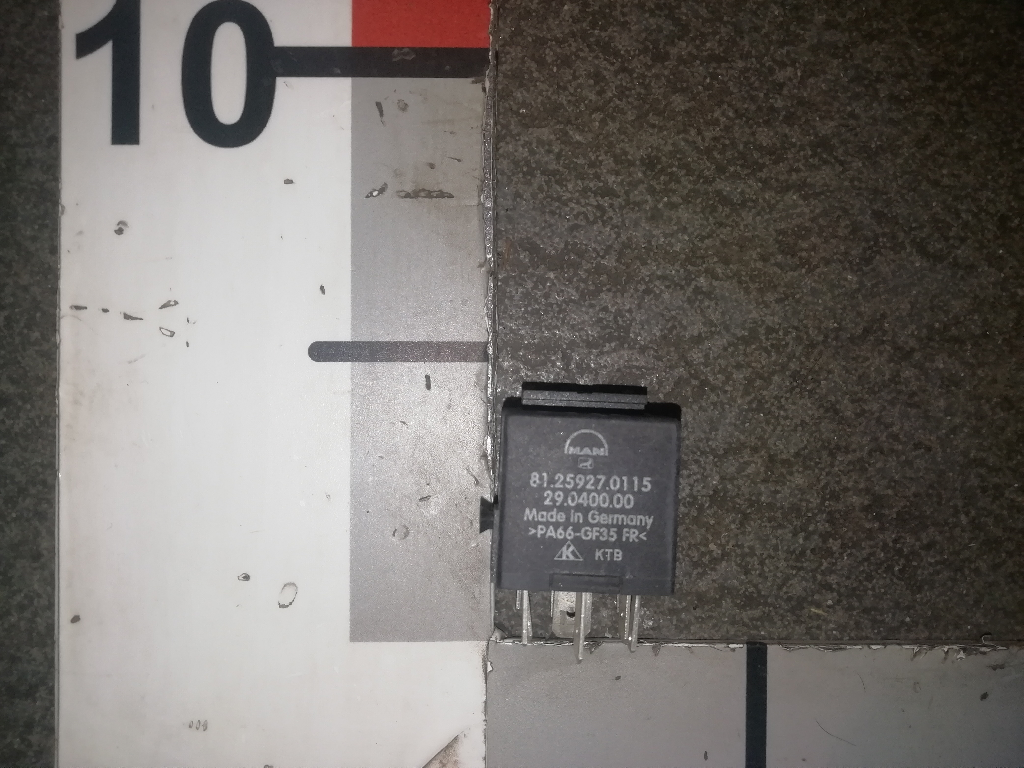 10
MAN
81.25927.0115
29.0400.00
Made in Germany
>PA66-GF35 FR<
K KTB